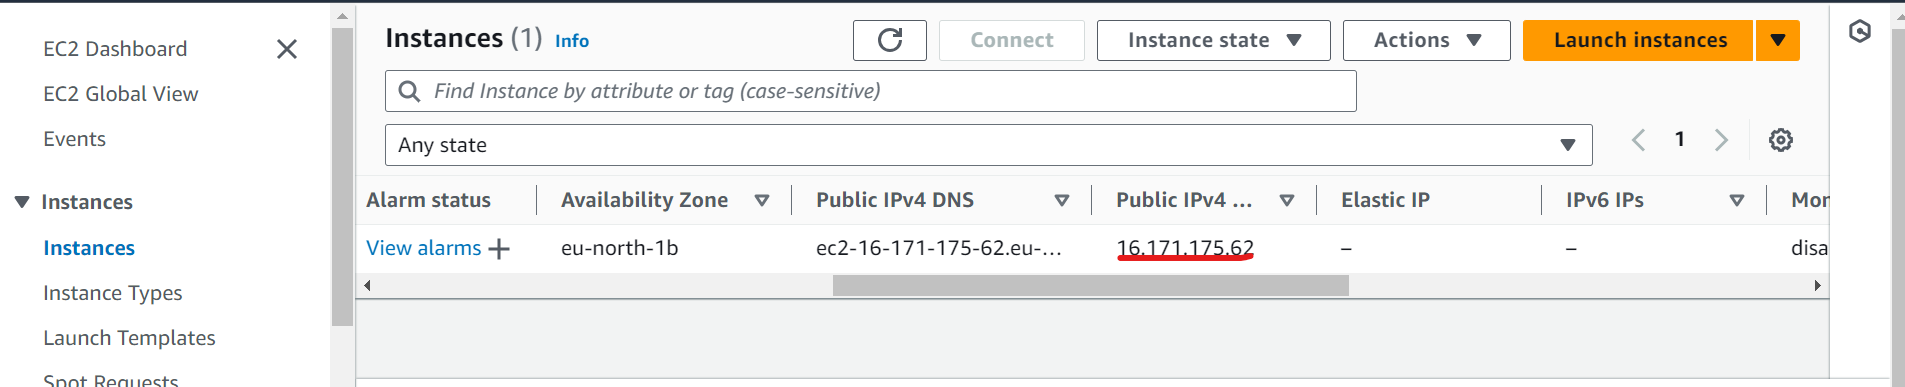 EC2 Dashboard
EC2 Global View
Events
Instances
Instances
Instance Types
Launch Templates
Spot Requests
Instances (1) Info
Connect
Instance state
Actions
Launch instances
Find Instance by attribute or tag (case-sensitive)
Any state
1
Alarm status Availability Zone Public IPv4 DNS Public IPv4 ... Elastic IP IPv6 IPs Mor
View alarms + eu-north-1b ec2-16-171-175-62.eu-... 16.171.175.62 – – disa